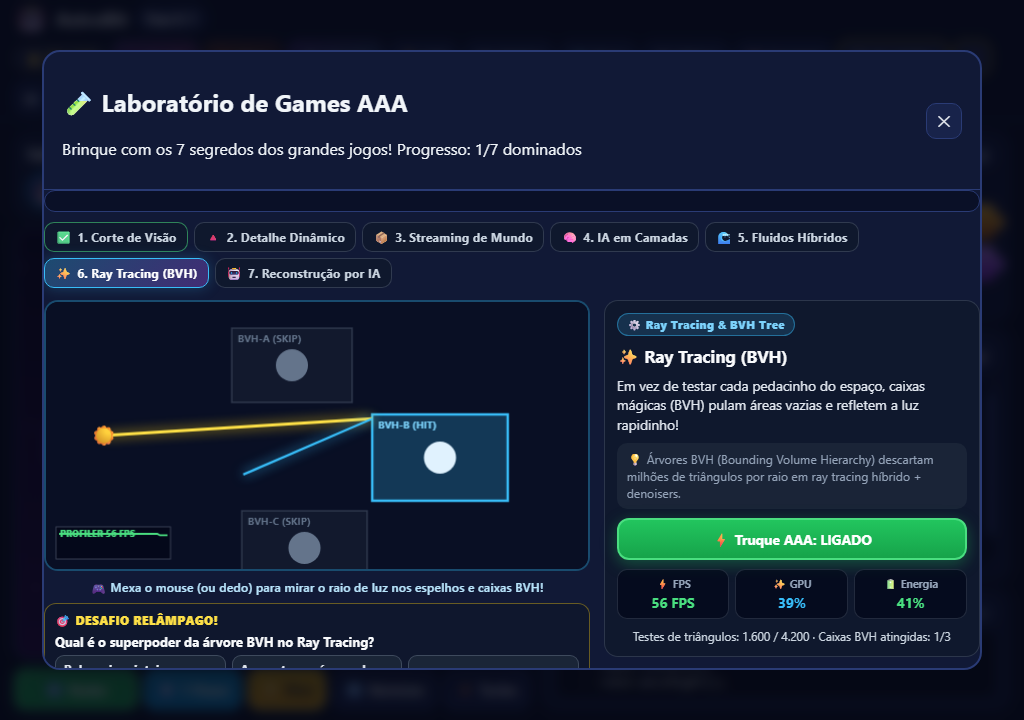 Laboratório de Games AAA
Brinque com os 7 segredos dos grandes jogos! Progresso: 1/7 dominados
1. Corte de Visão
2. Detalhe Dinâmico
3. Streaming de Mundo
4. IA em Camadas
5. Fluidos Híbridos
6. Ray Tracing (BVH)
7. Reconstrução por IA
BVH-A (SKIP)
BVH-B (HIT)
BVH-C (SKIP)
PROFILER 56 FPS
Mexa o mouse (ou dedo) para mirar o raio de luz nos espelhos e caixas BVH!
DESAFIO RELÂMPAGO!
Qual é o superpoder da árvore BVH no Ray Tracing?
Ray Tracing & BVH Tree
Ray Tracing (BVH)
Em vez de testar cada pedacinho do espaço, caixas
mágicas (BVH) pulam áreas vazias e refletem a luz
rapidinho!
Árvores BVH (Bounding Volume Hierarchy) descartam
milhões de triângulos por raio em ray tracing híbrido +
denoisers.
Truque AAA: LIGADO
FPS
56 FPS
GPU
39%
Energia
41%
Testes de triângulos: 1.600 / 4.200 · Caixas BVH atingidas: 1/3